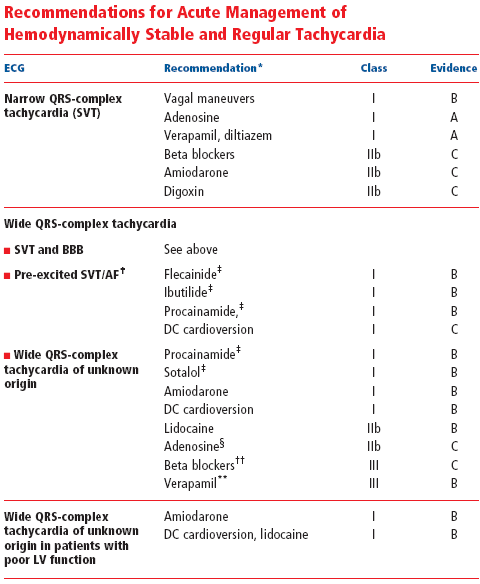 Recommendations for Acute Management of
Hemodynamically Stable and Regular Tachycardia
ECG Recommendation* Class Evidence
Narrow QRS-complex Vagal maneuvers I B
tachycardia (SVT) Adenosine I A
Verapamil, diltiazem I A
Beta blockers IIb C
Amiodarone IIb C
Digoxin IIb C
Wide QRS-complex tachycardia
■ SVT and BBB See above
■ Pre-excited SVT/AF† Flecainide‡ I B
Ibutilide‡ I B
Procainamide,‡ I B
DC cardioversion I C
■ Wide QRS-complex Procainamide‡ I B
tachycardia of unknown Sotalol‡ I B
origin Amiodarone I B
DC cardioversion I B
Lidocaine IIb B
Adenosine§ IIb C
Beta blockers†† III C
Verapamil** III B
Wide QRS-complex Amiodarone I B
tachycardia of unknown DC cardioversion, lidocaine I B
origin in patients with
poor LV function